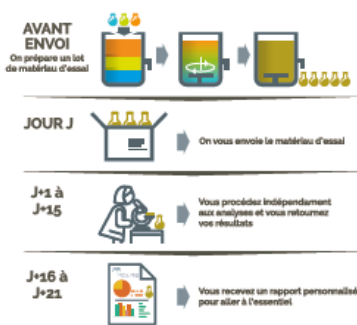 AVANT
ENVOI
On prépare un lot
de matériau d'essai
JOUR J
On vous envoie le matériau d'essai
J+1 à
J+15
Vous procédez indépendamment
aux analyses et vous retournez
vos résultats
J+16 à
J+21
Vous recevez un rapport personnalisé
pour aller à l'essentiel